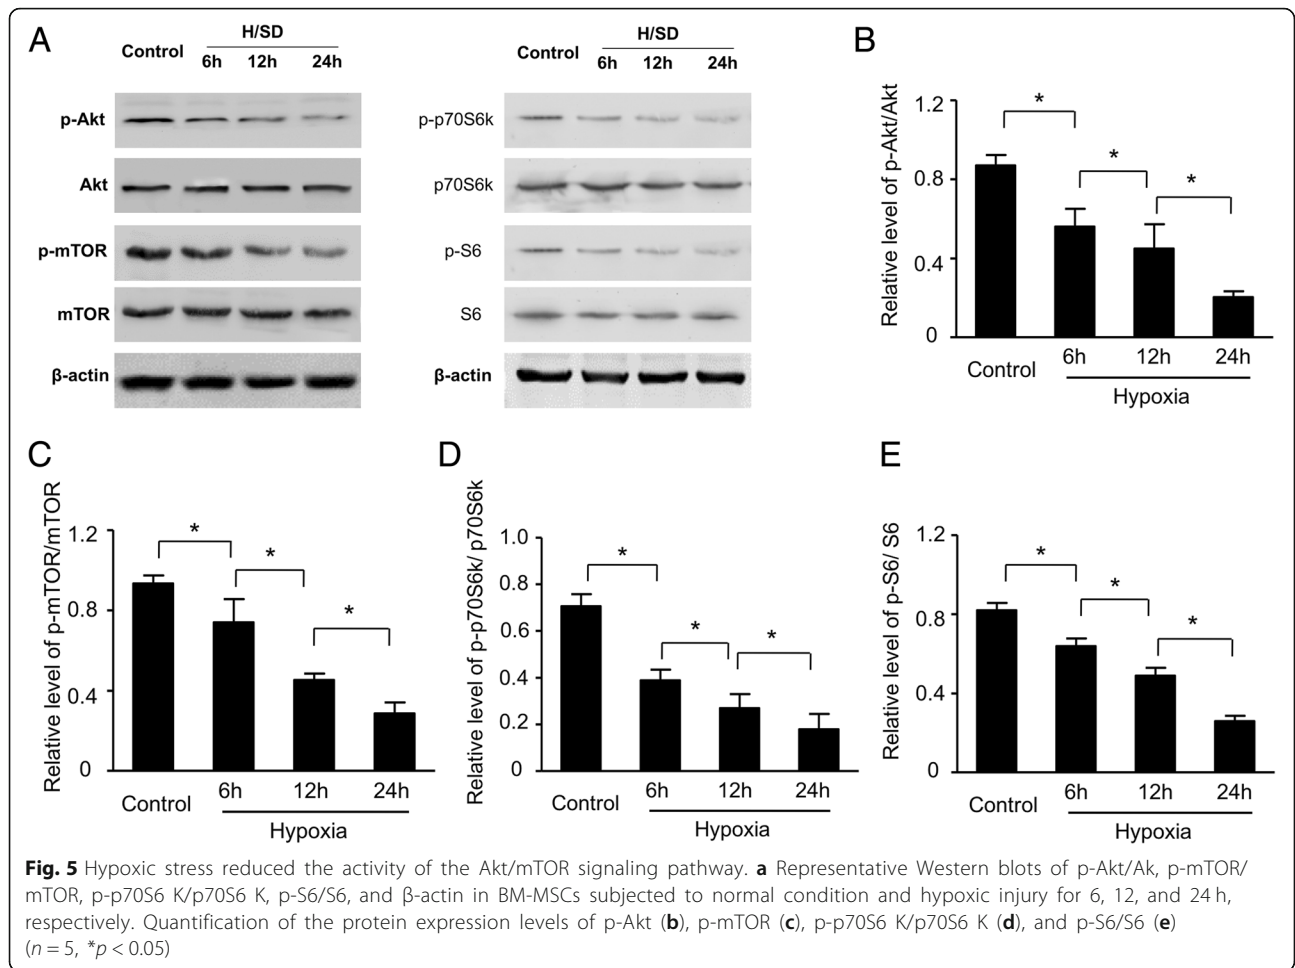 A
Control
H/SD
6h 12h 24h
p-Akt
Akt
p-mTOR
mTOR
β-actin
Control
H/SD
6h 12h 24h
p-p70S6k
p70S6k
p-S6
S6
β-actin
B
Relative level of p-Akt/Akt
1.2
0.8
0.4
0
* * *
Control 6h 12h 24h
Hypoxia
C
Relative level of p-mTOR/mTOR
1.2
0.8
0.4
0
* * *
Control 6h 12h 24h
Hypoxia
D
Relative level of p-p70S6k/ p70S6k
1.0
0.8
0.6
0.4
0.2
0
* * *
Control 6h 12h 24h
Hypoxia
E
Relative level of p-S6/ S6
1.2
0.8
0.4
0
* * *
Control 6h 12h 24h
Hypoxia
Fig. 5 Hypoxic stress reduced the activity of the Akt/mTOR signaling pathway. a Representative Western blots of p-Akt/Ak, p-mTOR/
mTOR, p-p70S6 K/p70S6 K, p-S6/S6, and β-actin in BM-MSCs subjected to normal condition and hypoxic injury for 6, 12, and 24 h,
respectively. Quantification of the protein expression levels of p-Akt (b), p-mTOR (c), p-p70S6 K/p70S6 K (d), and p-S6/S6 (e)
(n = 5, *p < 0.05)